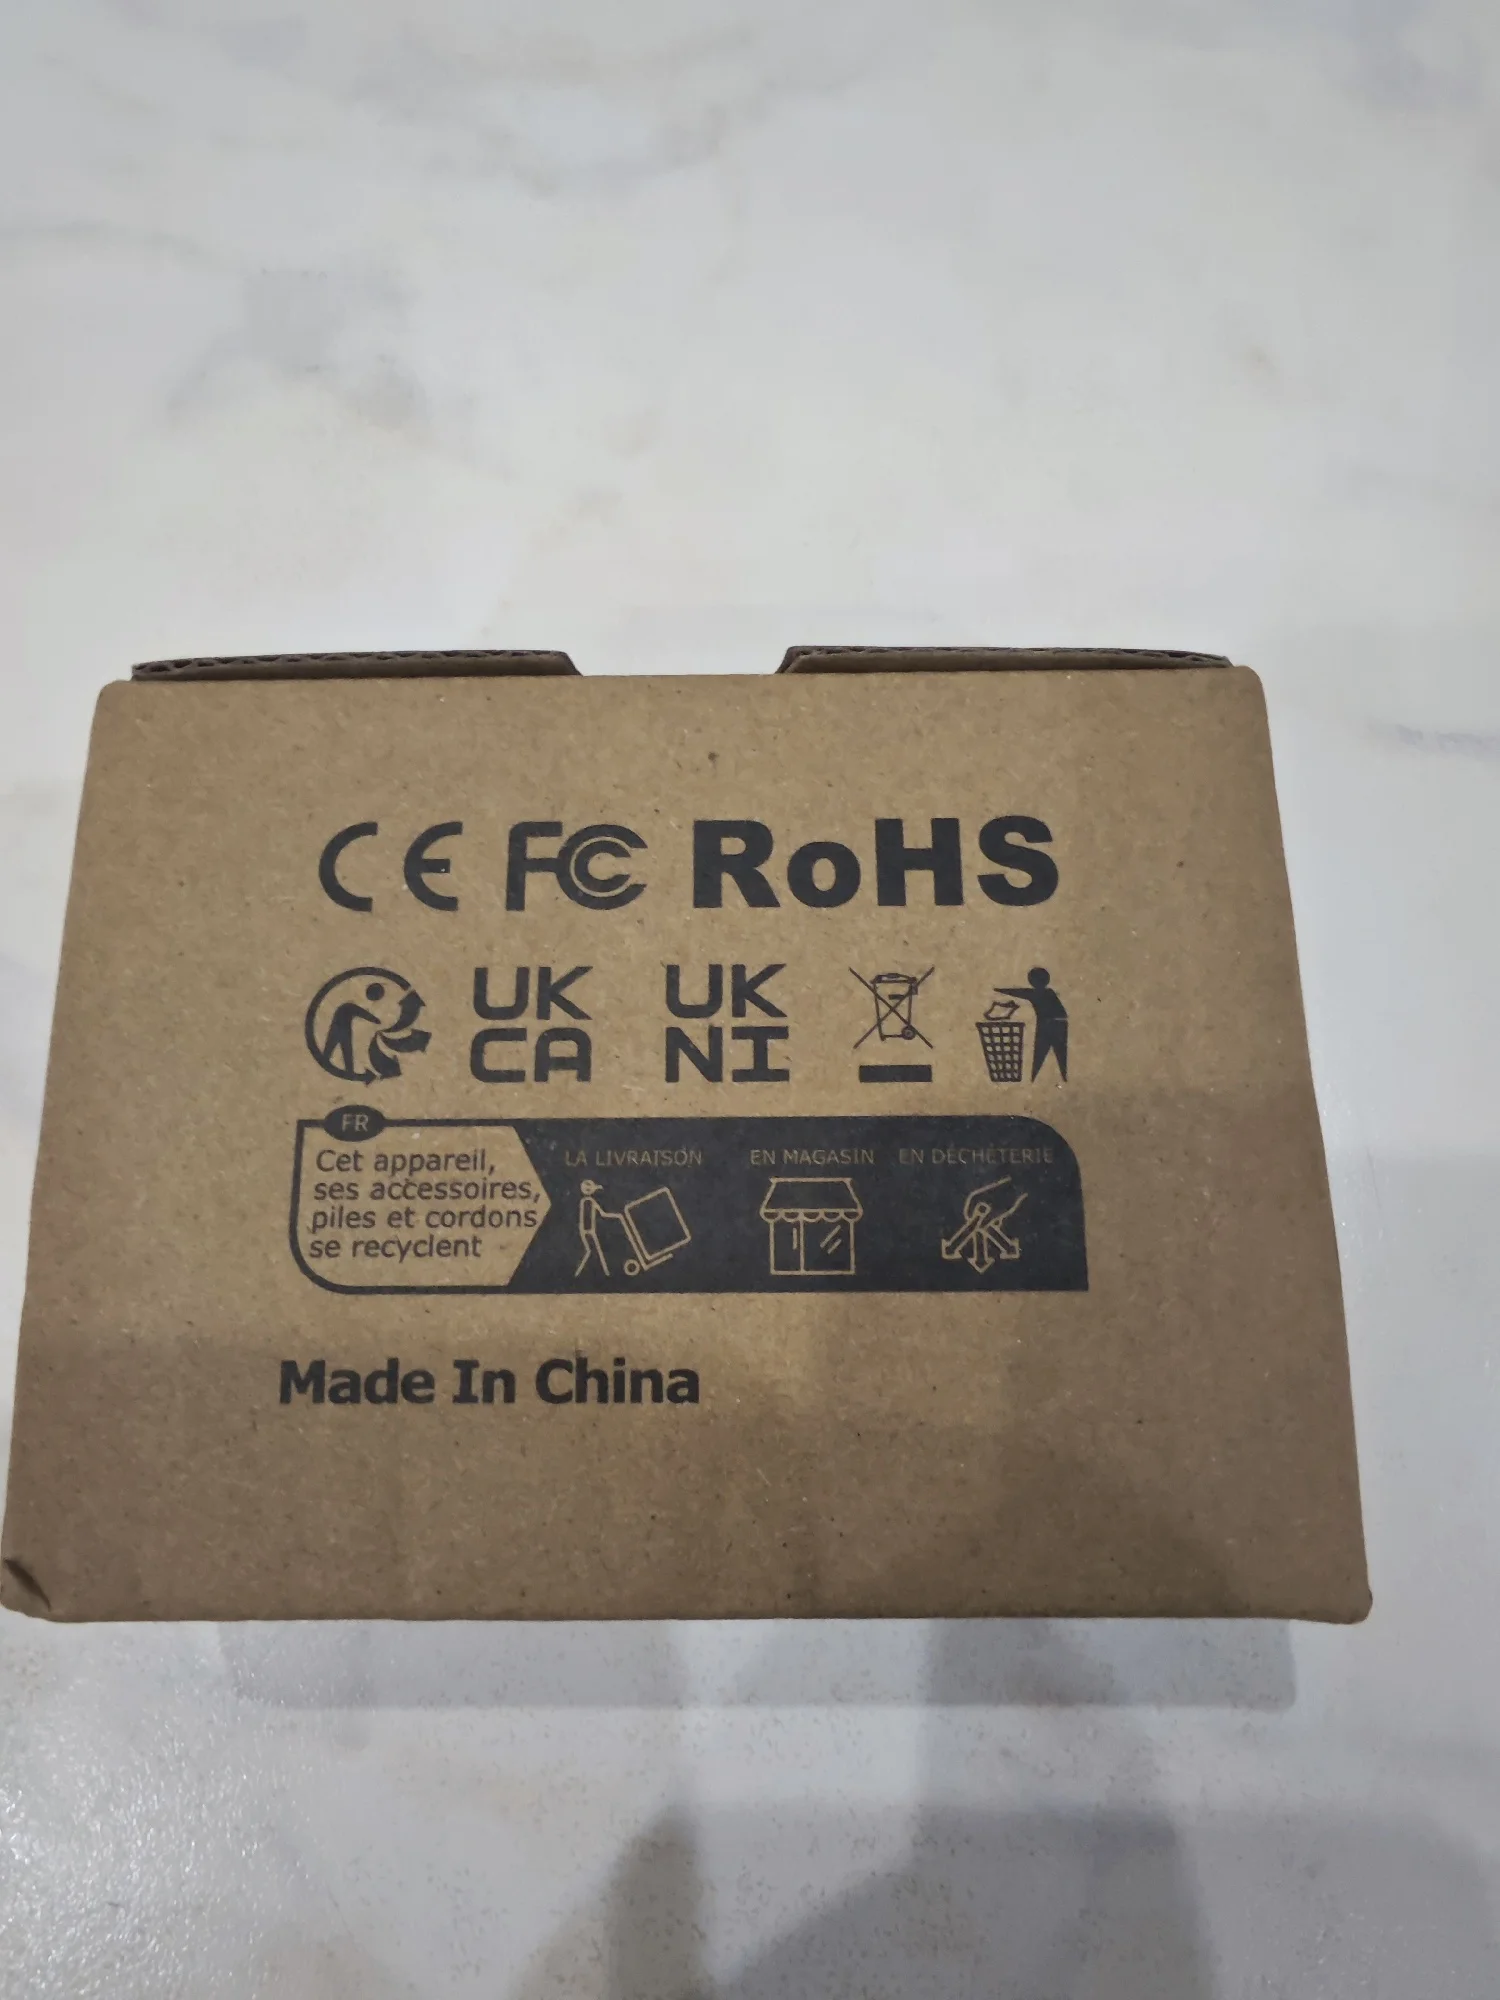 CE FC RoHS
UK CA UK NI
FR
Cet appareil,
ses accessoires,
piles et cordons
se recyclent
LA LIVRAISON EN MAGASIN EN DÉCHÈTERIE
Made In China